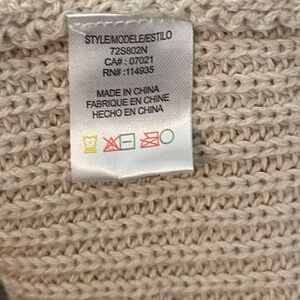 STYLE/MODELE/ESTILO
72S802N
CA# : 07021
RN# : 114935
MADE IN CHINA
FABRIQUE EN CHINE
HECHO EN CHINA